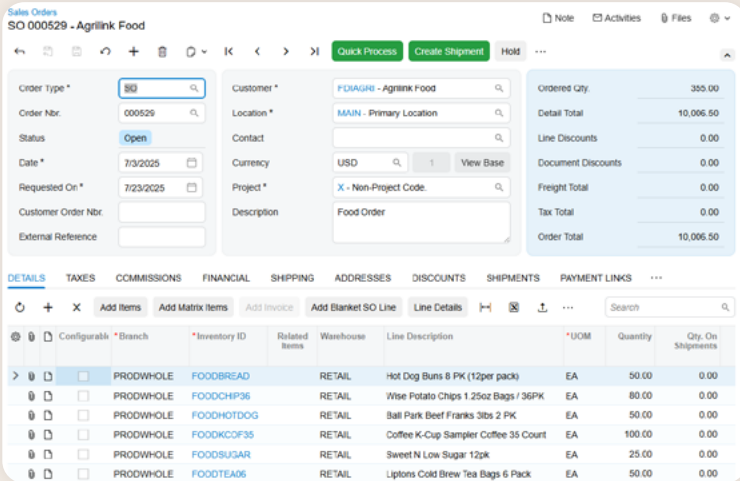 Sales Orders
SO 000529 - Agrilink Food
Note Activities Files
Quick Process Create Shipment Hold
Order Type * SO
Order Nbr. 000529
Status Open
Date * 7/3/2025
Requested On * 7/23/2025
Customer Order Nbr.
External Reference
Customer * FDIAGRI - Agrilink Food
Location * MAIN - Primary Location
Contact
Currency USD 1 View Base
Project * X - Non-Project Code.
Description Food Order
Ordered Qty. 355.00
Detail Total 10,006.50
Line Discounts 0.00
Document Discounts 0.00
Freight Total 0.00
Tax Total 0.00
Order Total 10,006.50
DETAILS TAXES COMMISSIONS FINANCIAL SHIPPING ADDRESSES DISCOUNTS SHIPMENTS PAYMENT LINKS
Add Items Add Matrix Items Add Invoice Add Blanket SO Line Line Details Search
Configurable *Branch *Inventory ID Related Items Warehouse Line Description *UOM Quantity Qty. On Shipments
PRODWHOLE FOODBREAD RETAIL Hot Dog Buns 8 PK (12per pack) EA 50.00 0.00
PRODWHOLE FOODCHIP36 RETAIL Wise Potato Chips 1.25oz Bags / 36PK EA 80.00 0.00
PRODWHOLE FOODHOTDOG RETAIL Ball Park Beef Franks 3lbs 2 PK EA 50.00 0.00
PRODWHOLE FOODKCOF35 RETAIL Coffee K-Cup Sampler Coffee 35 Count EA 100.00 0.00
PRODWHOLE FOODSUGAR RETAIL Sweet N Low Sugar 12pk EA 25.00 0.00
PRODWHOLE FOODTEA06 RETAIL Liptons Cold Brew Tea Bags 6 Pack EA 50.00 0.00